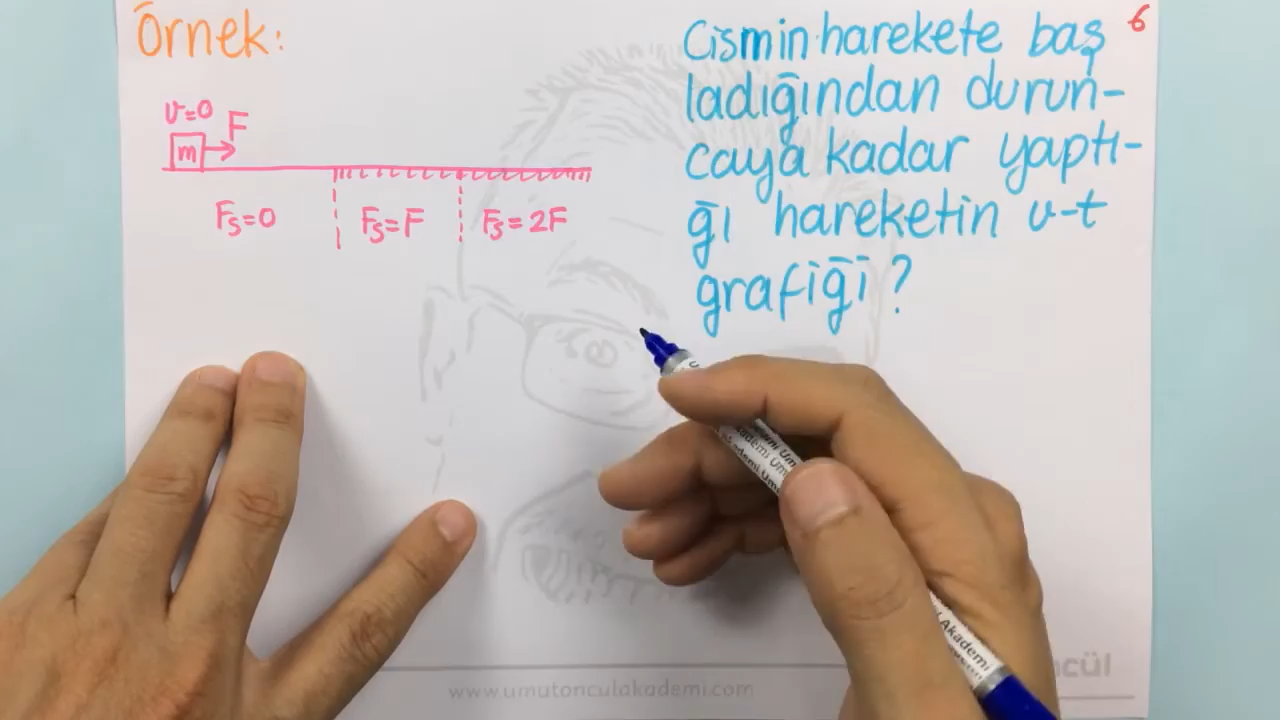 Örnek:
6
Cismin harekete baş
ladığından durun-
caya kadar yaptı-
ğı hareketin v-t
grafiği?
v=0
F
m
Fs=0
Fs=F
Fs=2F
www.umutonculakademi.com